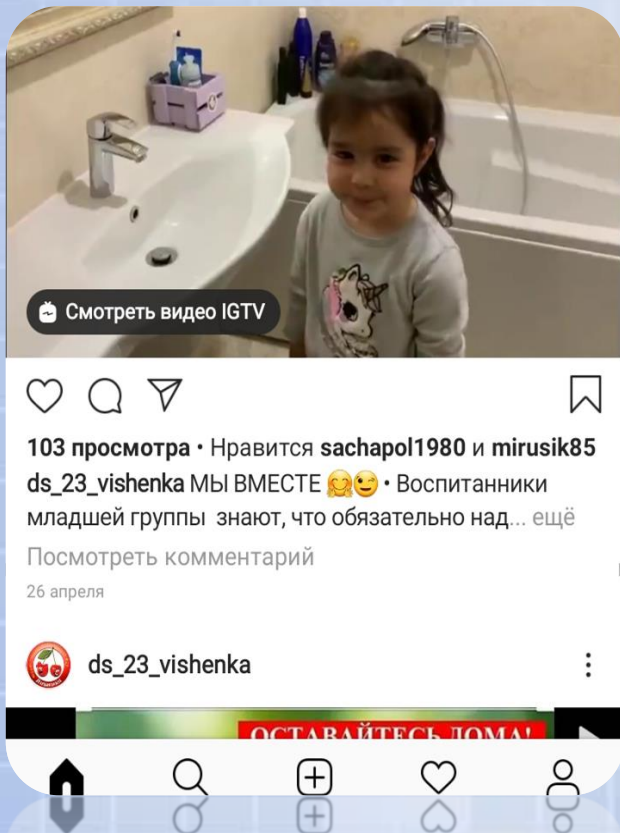 Смотреть видео IGTV
103 просмотра • Нравится sachapol1980 и mirusik85
ds_23_vishenka МЫ ВМЕСТЕ 🤗😉 • Воспитанники
младшей группы знают, что обязательно над... ещё
Посмотреть комментарий
26 апреля
ds_23_vishenka
ОСТАВАЙТЕСЬ ДОМА!